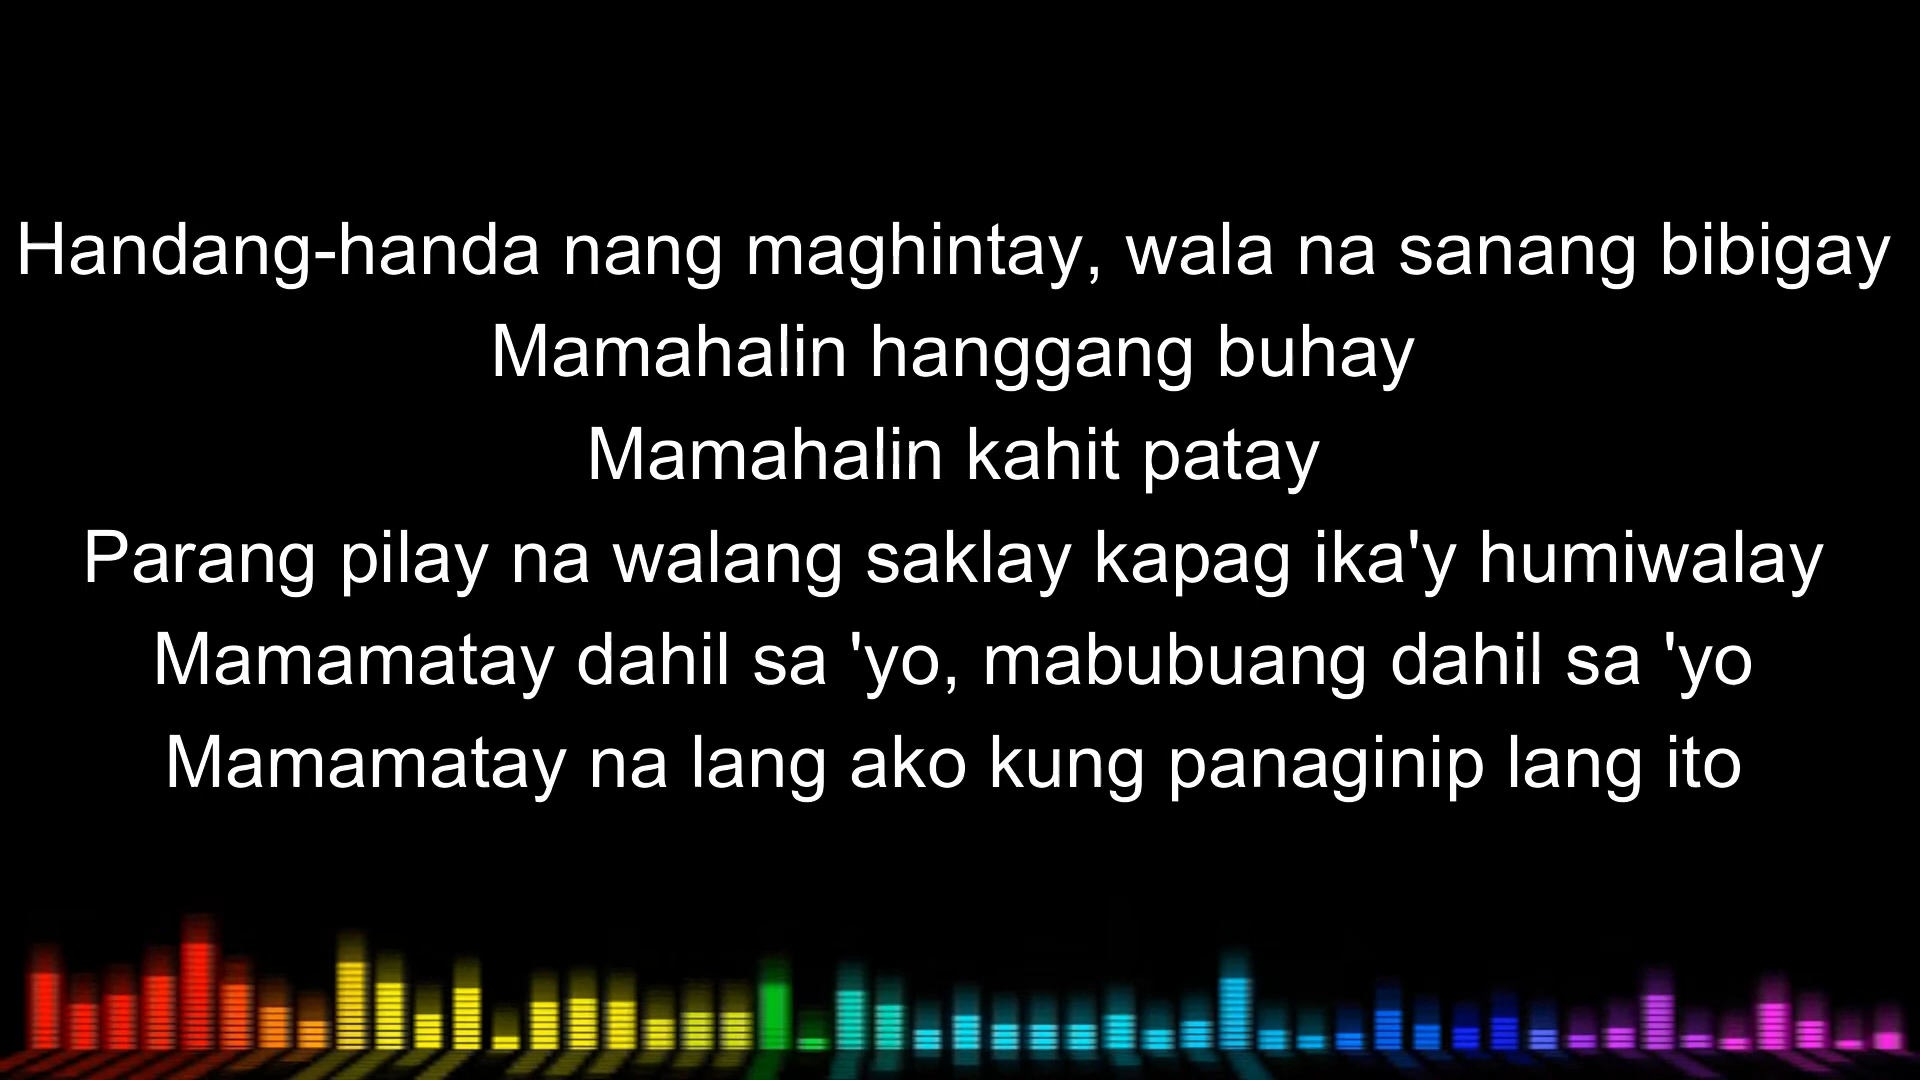 Handang-handa nang maghintay, wala na sanang bibigay
Mamahalin hanggang buhay
Mamahalin kahit patay
Parang pilay na walang saklay kapag ika'y humiwalay
Mamamatay dahil sa 'yo, mabubuang dahil sa 'yo
Mamamatay na lang ako kung panaginip lang ito